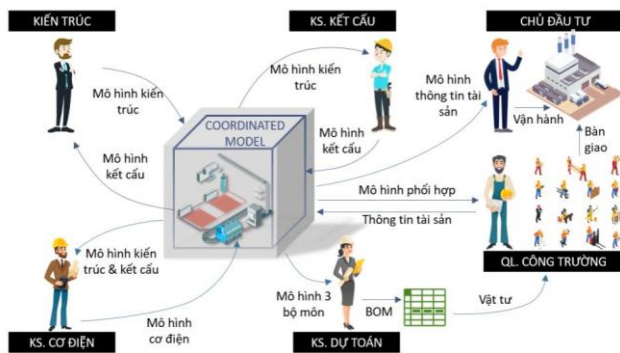 KIẾN TRÚC
KS. KẾT CẤU
CHỦ ĐẦU TƯ
Mô hình kiến
trúc
Mô hình kiến
trúc
Mô hình
thông tin tài
sản
Vận hành
Bàn
giao
COORDINATED
MODEL
Mô hình
kết cấu
Mô hình
kết cấu
Mô hình phối hợp
Thông tin tài sản
QL. CÔNG TRƯỜNG
Mô hình kiến
trúc & kết cấu
Mô hình
cơ điện
Mô hình 3
bộ môn
BOM
Vật tư
KS. CƠ ĐIỆN
KS. DỰ TOÁN